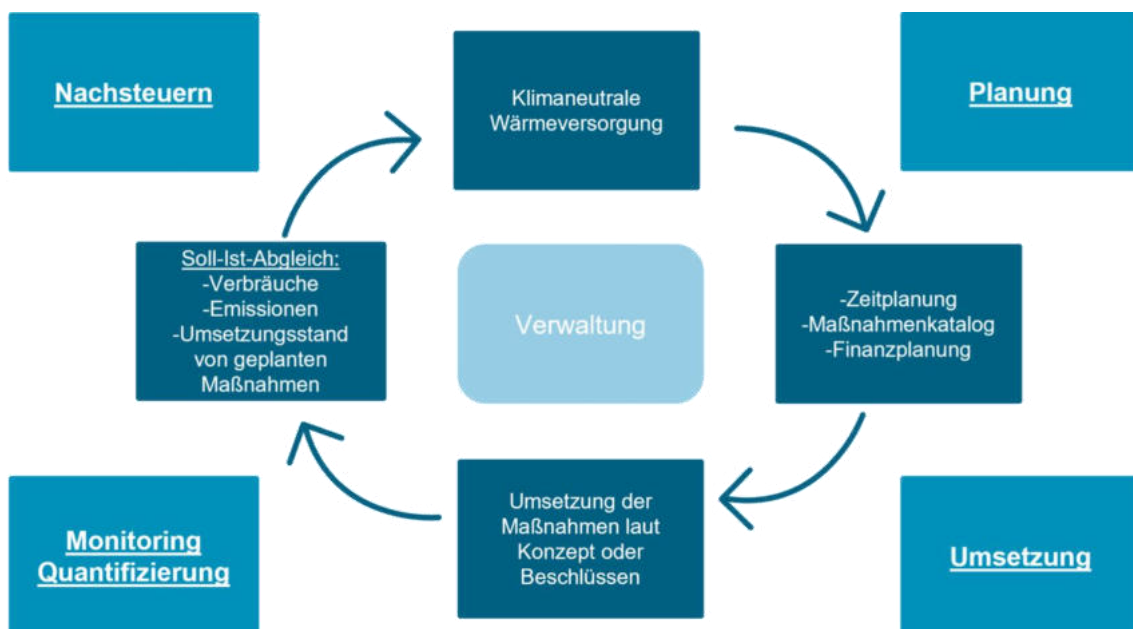 Nachsteuern
Klimaneutrale
Wärmeversorgung
Planung
Soll-Ist-Abgleich:
-Verbräuche
-Emissionen
-Umsetzungsstand
von geplanten
Maßnahmen
Verwaltung
-Zeitplanung
-Maßnahmenkatalog
-Finanzplanung
Monitoring
Quantifizierung
Umsetzung der
Maßnahmen laut
Konzept oder
Beschlüssen
Umsetzung